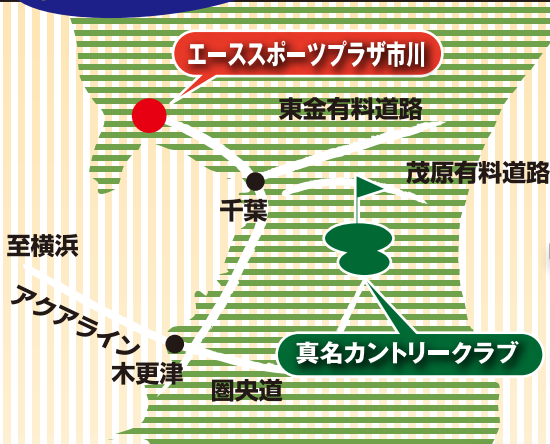 エーススポーツプラザ市川
東金有料道路
茂原有料道路
千葉
至横浜
アクアライン
真名カントリークラブ
木更津
圏央道